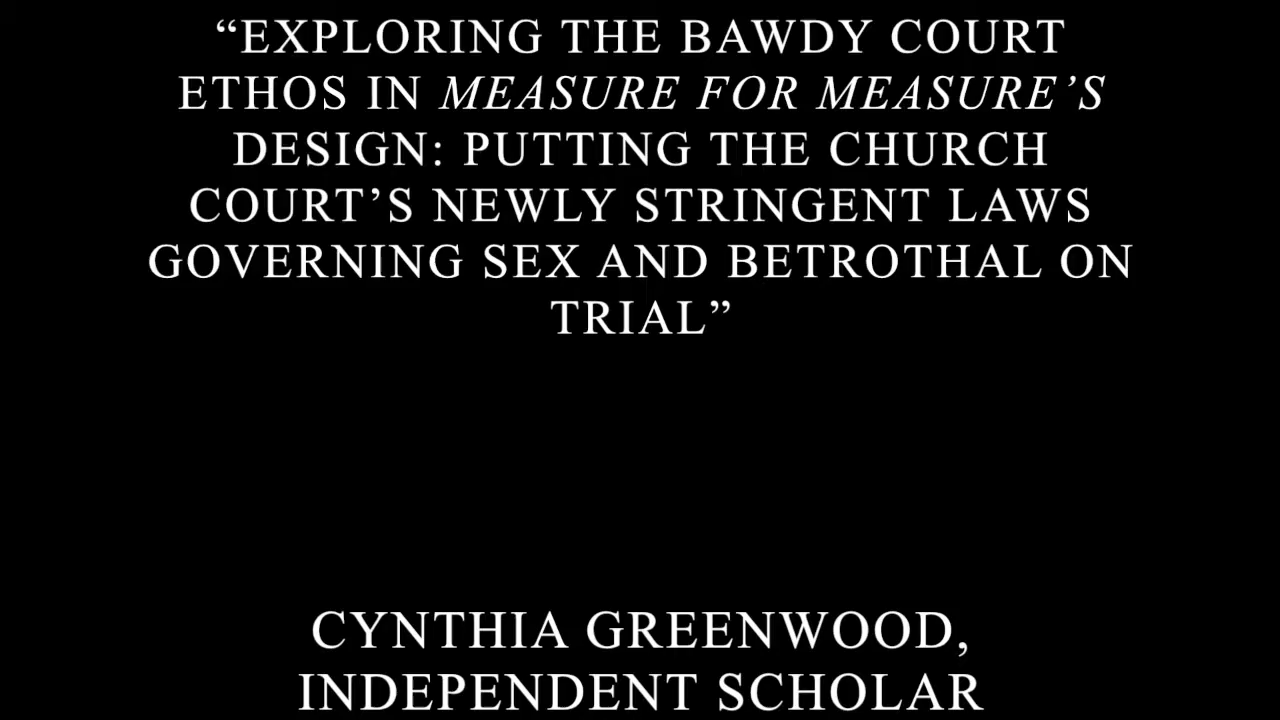 “EXPLORING THE BAWDY COURT
ETHOS IN MEASURE FOR MEASURE’S
DESIGN: PUTTING THE CHURCH
COURT’S NEWLY STRINGENT LAWS
GOVERNING SEX AND BETROTHAL ON
TRIAL”
CYNTHIA GREENWOOD,
INDEPENDENT SCHOLAR